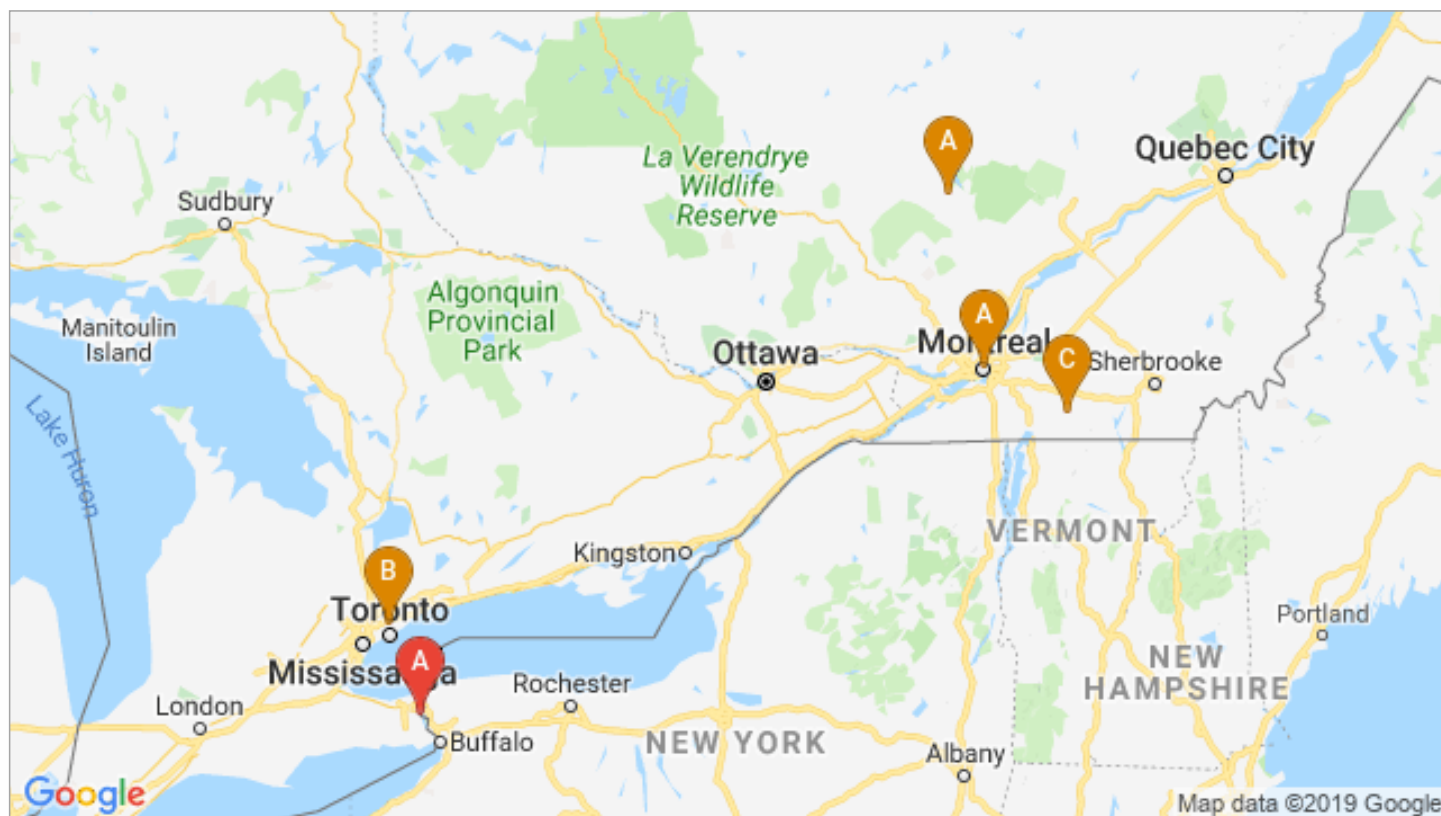 A
La Verendrye
Wildlife
Reserve
Quebec City
Sudbury
Algonquin
Provincial
Park
Manitoulin
Island
A
Montreal
Ottawa
C
Sherbrooke
Lake Huron
VERMONT
Kingston
B
Toronto
Portland
A
Mississauga
NEW
HAMPSHIRE
Rochester
London
Buffalo
NEW YORK
Albany
Google
Map data ©2019 Google